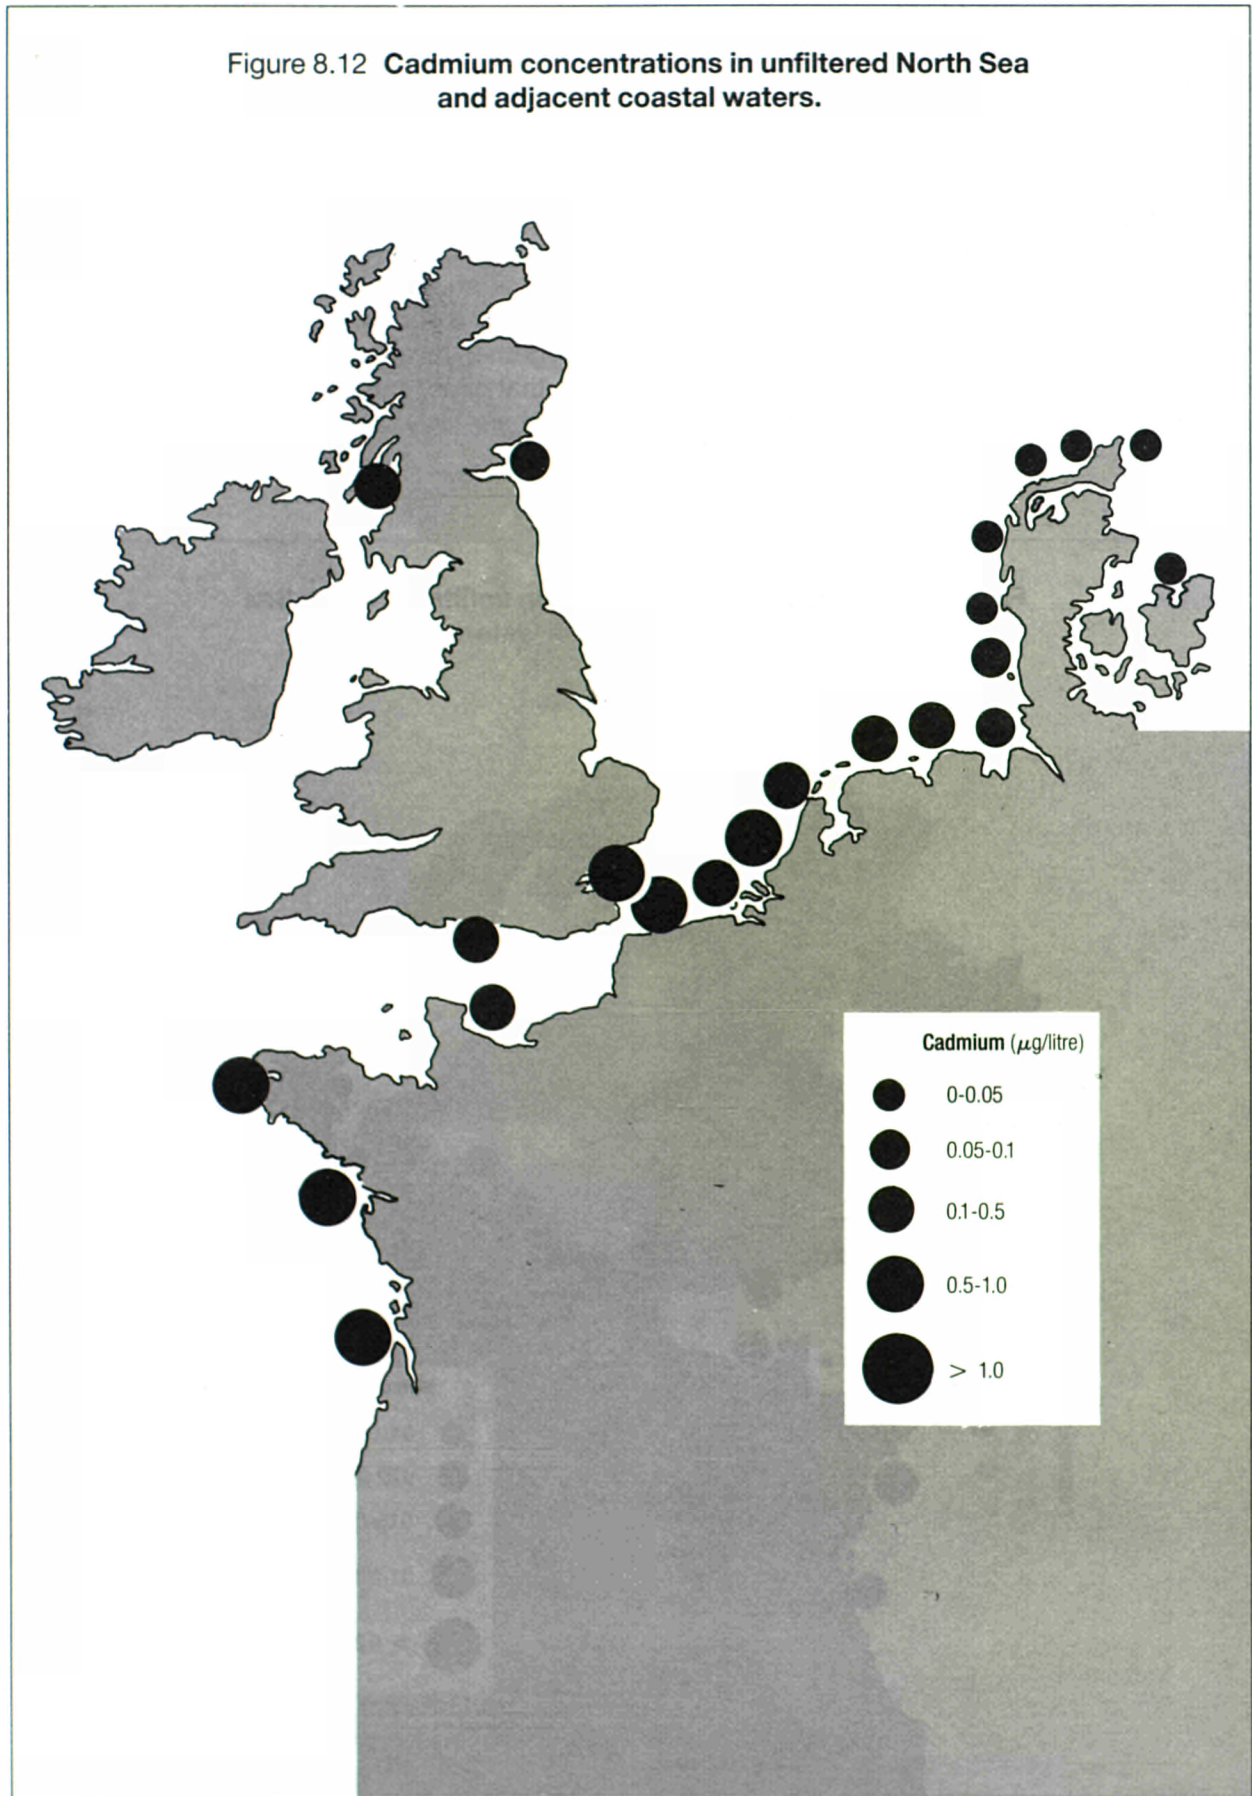 Figure 8.12 Cadmium concentrations in unfiltered North Sea
and adjacent coastal waters.
Cadmium (μg/litre)
0-0.05
0.05-0.1
0.1-0.5
0.5-1.0
> 1.0